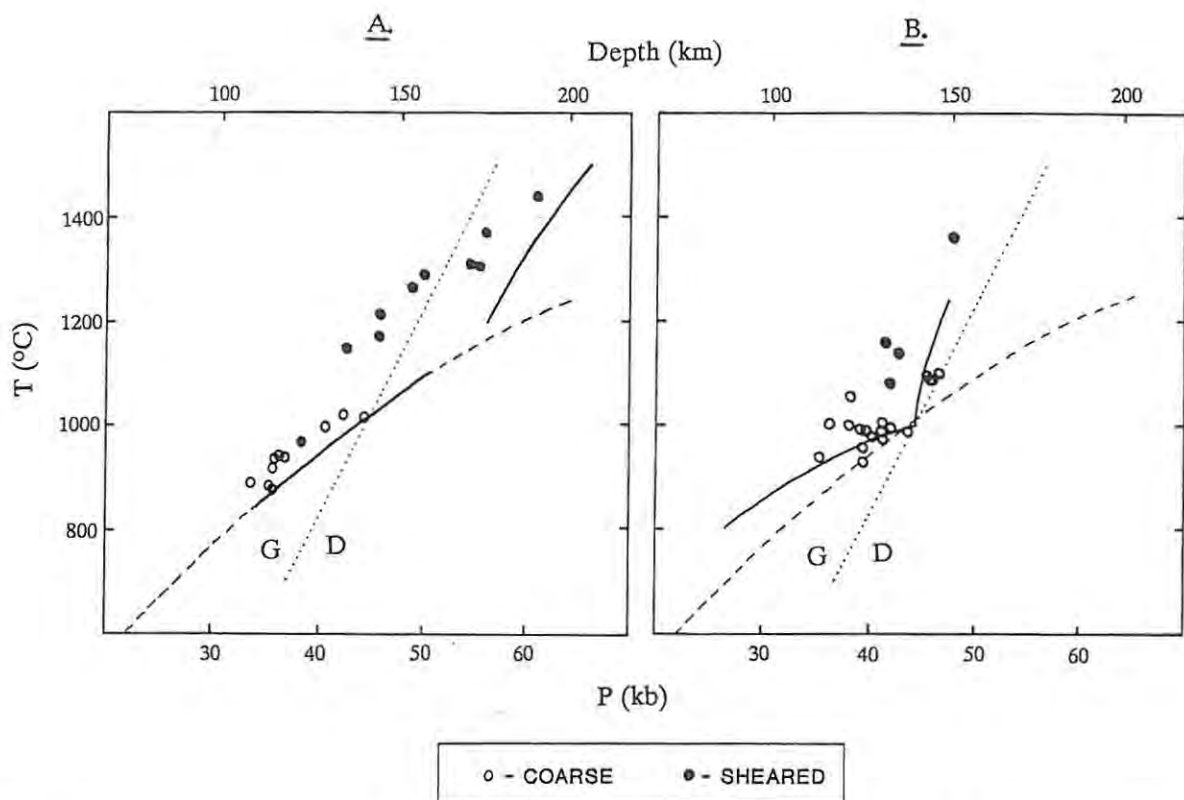 A. B.
Depth (km)
100 150 200 100 150 200
1400
1200
1000
800
T (°C)
G D G D
30 40 50 60 30 40 50 60
P (kb)
o - COARSE ● - SHEARED